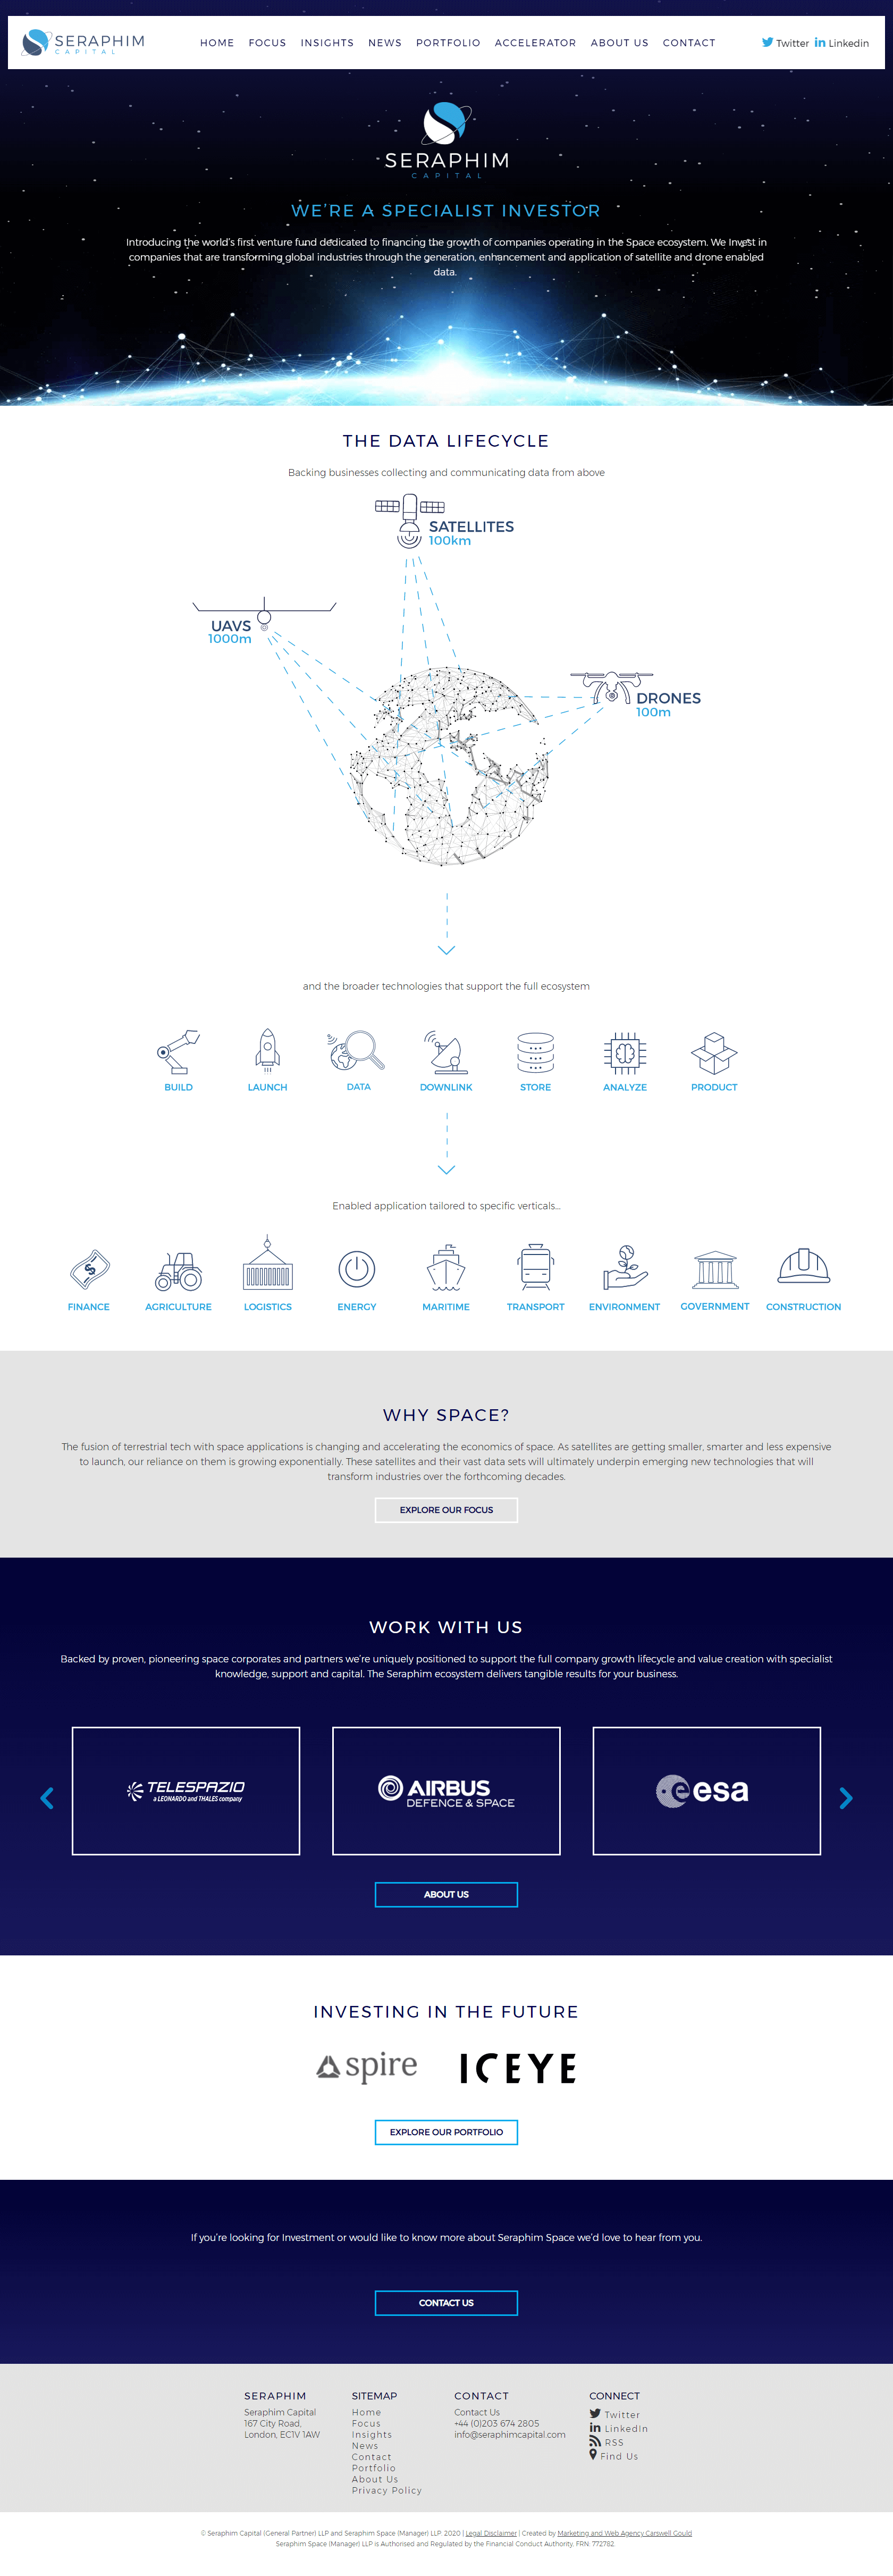 SERAPHIM
CAPITAL
HOME FOCUS INSIGHTS NEWS PORTFOLIO ACCELERATOR ABOUT US CONTACT
Twitter Linkedin
SERAPHIM
CAPITAL
WE'RE A SPECIALIST INVESTOR
Introducing the world's first venture fund dedicated to financing the growth of companies operating in the Space ecosystem. We Invest in
companies that are transforming global industries through the generation, enhancement and application of satellite and drone enabled
data.
THE DATA LIFECYCLE
Backing businesses collecting and communicating data from above
SATELLITES
100km
UAVS
1000m
DRONES
100m
and the broader technologies that support the full ecosystem
BUILD LAUNCH DATA DOWNLINK STORE ANALYZE PRODUCT
Enabled application tailored to specific verticals...
FINANCE AGRICULTURE LOGISTICS ENERGY MARITIME TRANSPORT ENVIRONMENT GOVERNMENT CONSTRUCTION
WHY SPACE?
The fusion of terrestrial tech with space applications is changing and accelerating the economics of space. As satellites are getting smaller, smarter and less expensive
to launch, our reliance on them is growing exponentially. These satellites and their vast data sets will ultimately underpin emerging new technologies that will
transform industries over the forthcoming decades.
EXPLORE OUR FOCUS
WORK WITH US
Backed by proven, pioneering space corporates and partners we're uniquely positioned to support the full company growth lifecycle and value creation with specialist
knowledge, support and capital. The Seraphim ecosystem delivers tangible results for your business.
TELESPAZIO
a LEONARDO and THALES company
AIRBUS
DEFENCE & SPACE
esa
ABOUT US
INVESTING IN THE FUTURE
spire ICEYE
EXPLORE OUR PORTFOLIO
If you're looking for Investment or would like to know more about Seraphim Space we'd love to hear from you.
CONTACT US
SERAPHIM
Seraphim Capital
167 City Road,
London, EC1V 1AW
SITEMAP
Home
Focus
Insights
News
Contact
Portfolio
About Us
Privacy Policy
CONTACT
Contact Us
+44 (0)203 674 2805
info@seraphimcapital.com
CONNECT
Twitter
LinkedIn
RSS
Find Us
© Seraphim Capital (General Partner) LLP and Seraphim Space (Manager) LLP. 2020 | Legal Disclaimer | Created by Marketing and Web Agency Carswell Gould
Seraphim Space (Manager) LLP is Authorised and Regulated by the Financial Conduct Authority, FRN: 772782.